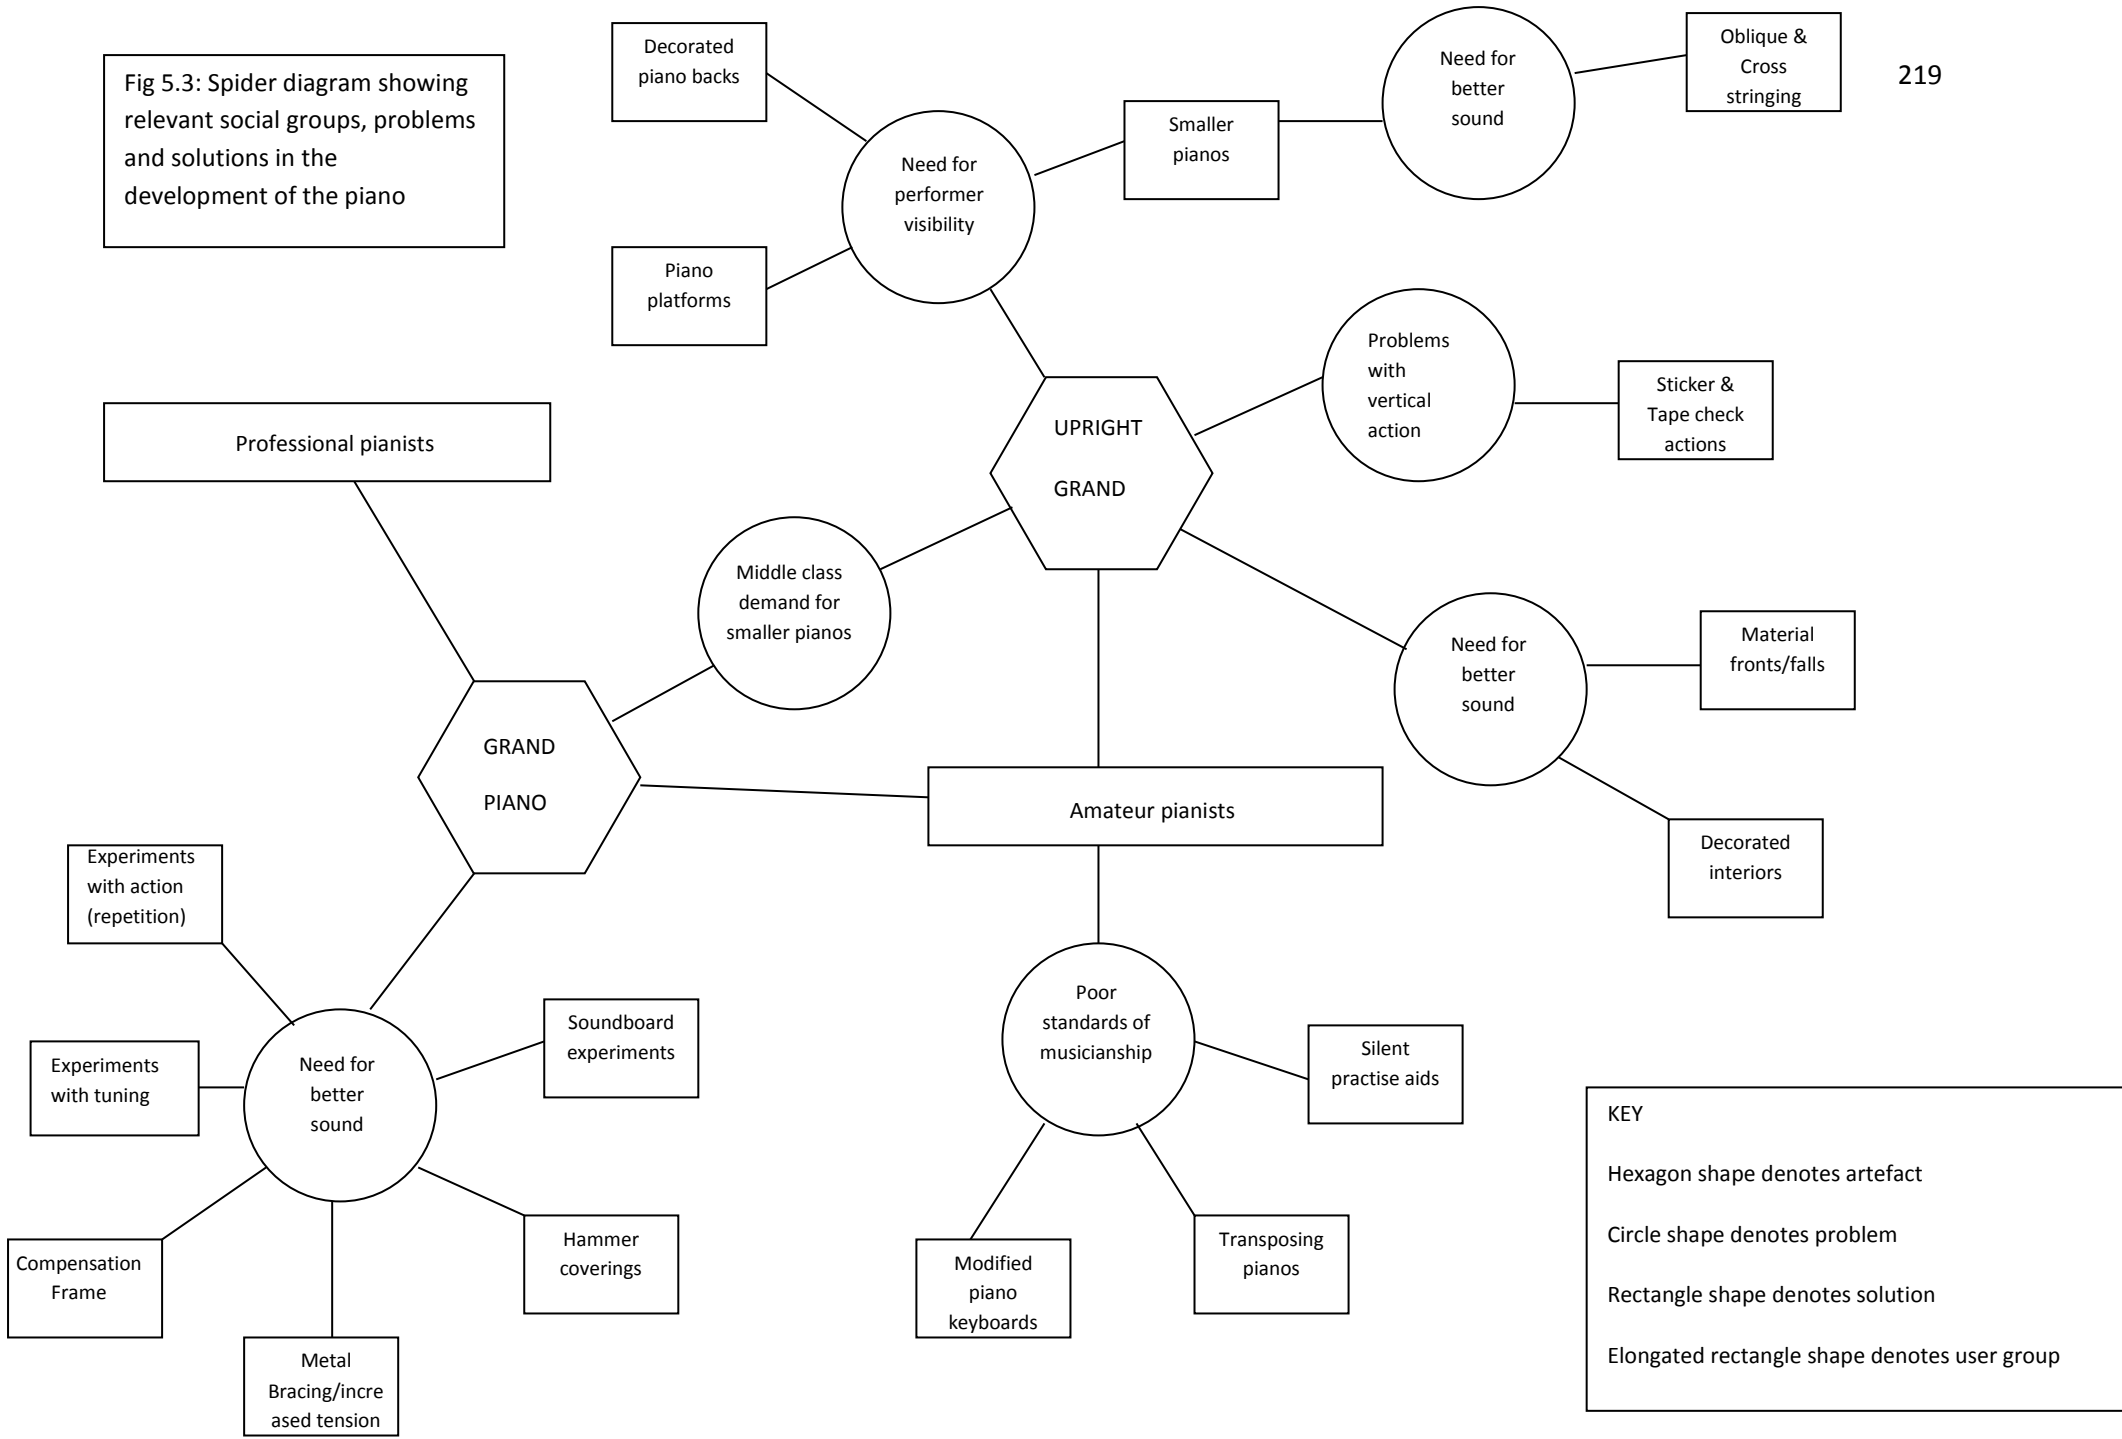 Fig 5.3: Spider diagram showing
relevant social groups, problems
and solutions in the
development of the piano
Decorated
piano backs
Need for
performer
visibility
Piano
platforms
Smaller
pianos
Need for
better
sound
Oblique &
Cross
stringing
219
Problems
with
vertical
action
Sticker &
Tape check
actions
UPRIGHT
GRAND
Professional pianists
Middle class
demand for
smaller pianos
Need for
better
sound
Material
fronts/falls
Decorated
interiors
GRAND
PIANO
Amateur pianists
Experiments
with action
(repetition)
Experiments
with tuning
Need for
better
sound
Soundboard
experiments
Compensation
Frame
Metal
Bracing/incre
ased tension
Hammer
coverings
Poor
standards of
musicianship
Silent
practise aids
Modified
piano
keyboards
Transposing
pianos
KEY
Hexagon shape denotes artefact
Circle shape denotes problem
Rectangle shape denotes solution
Elongated rectangle shape denotes user group